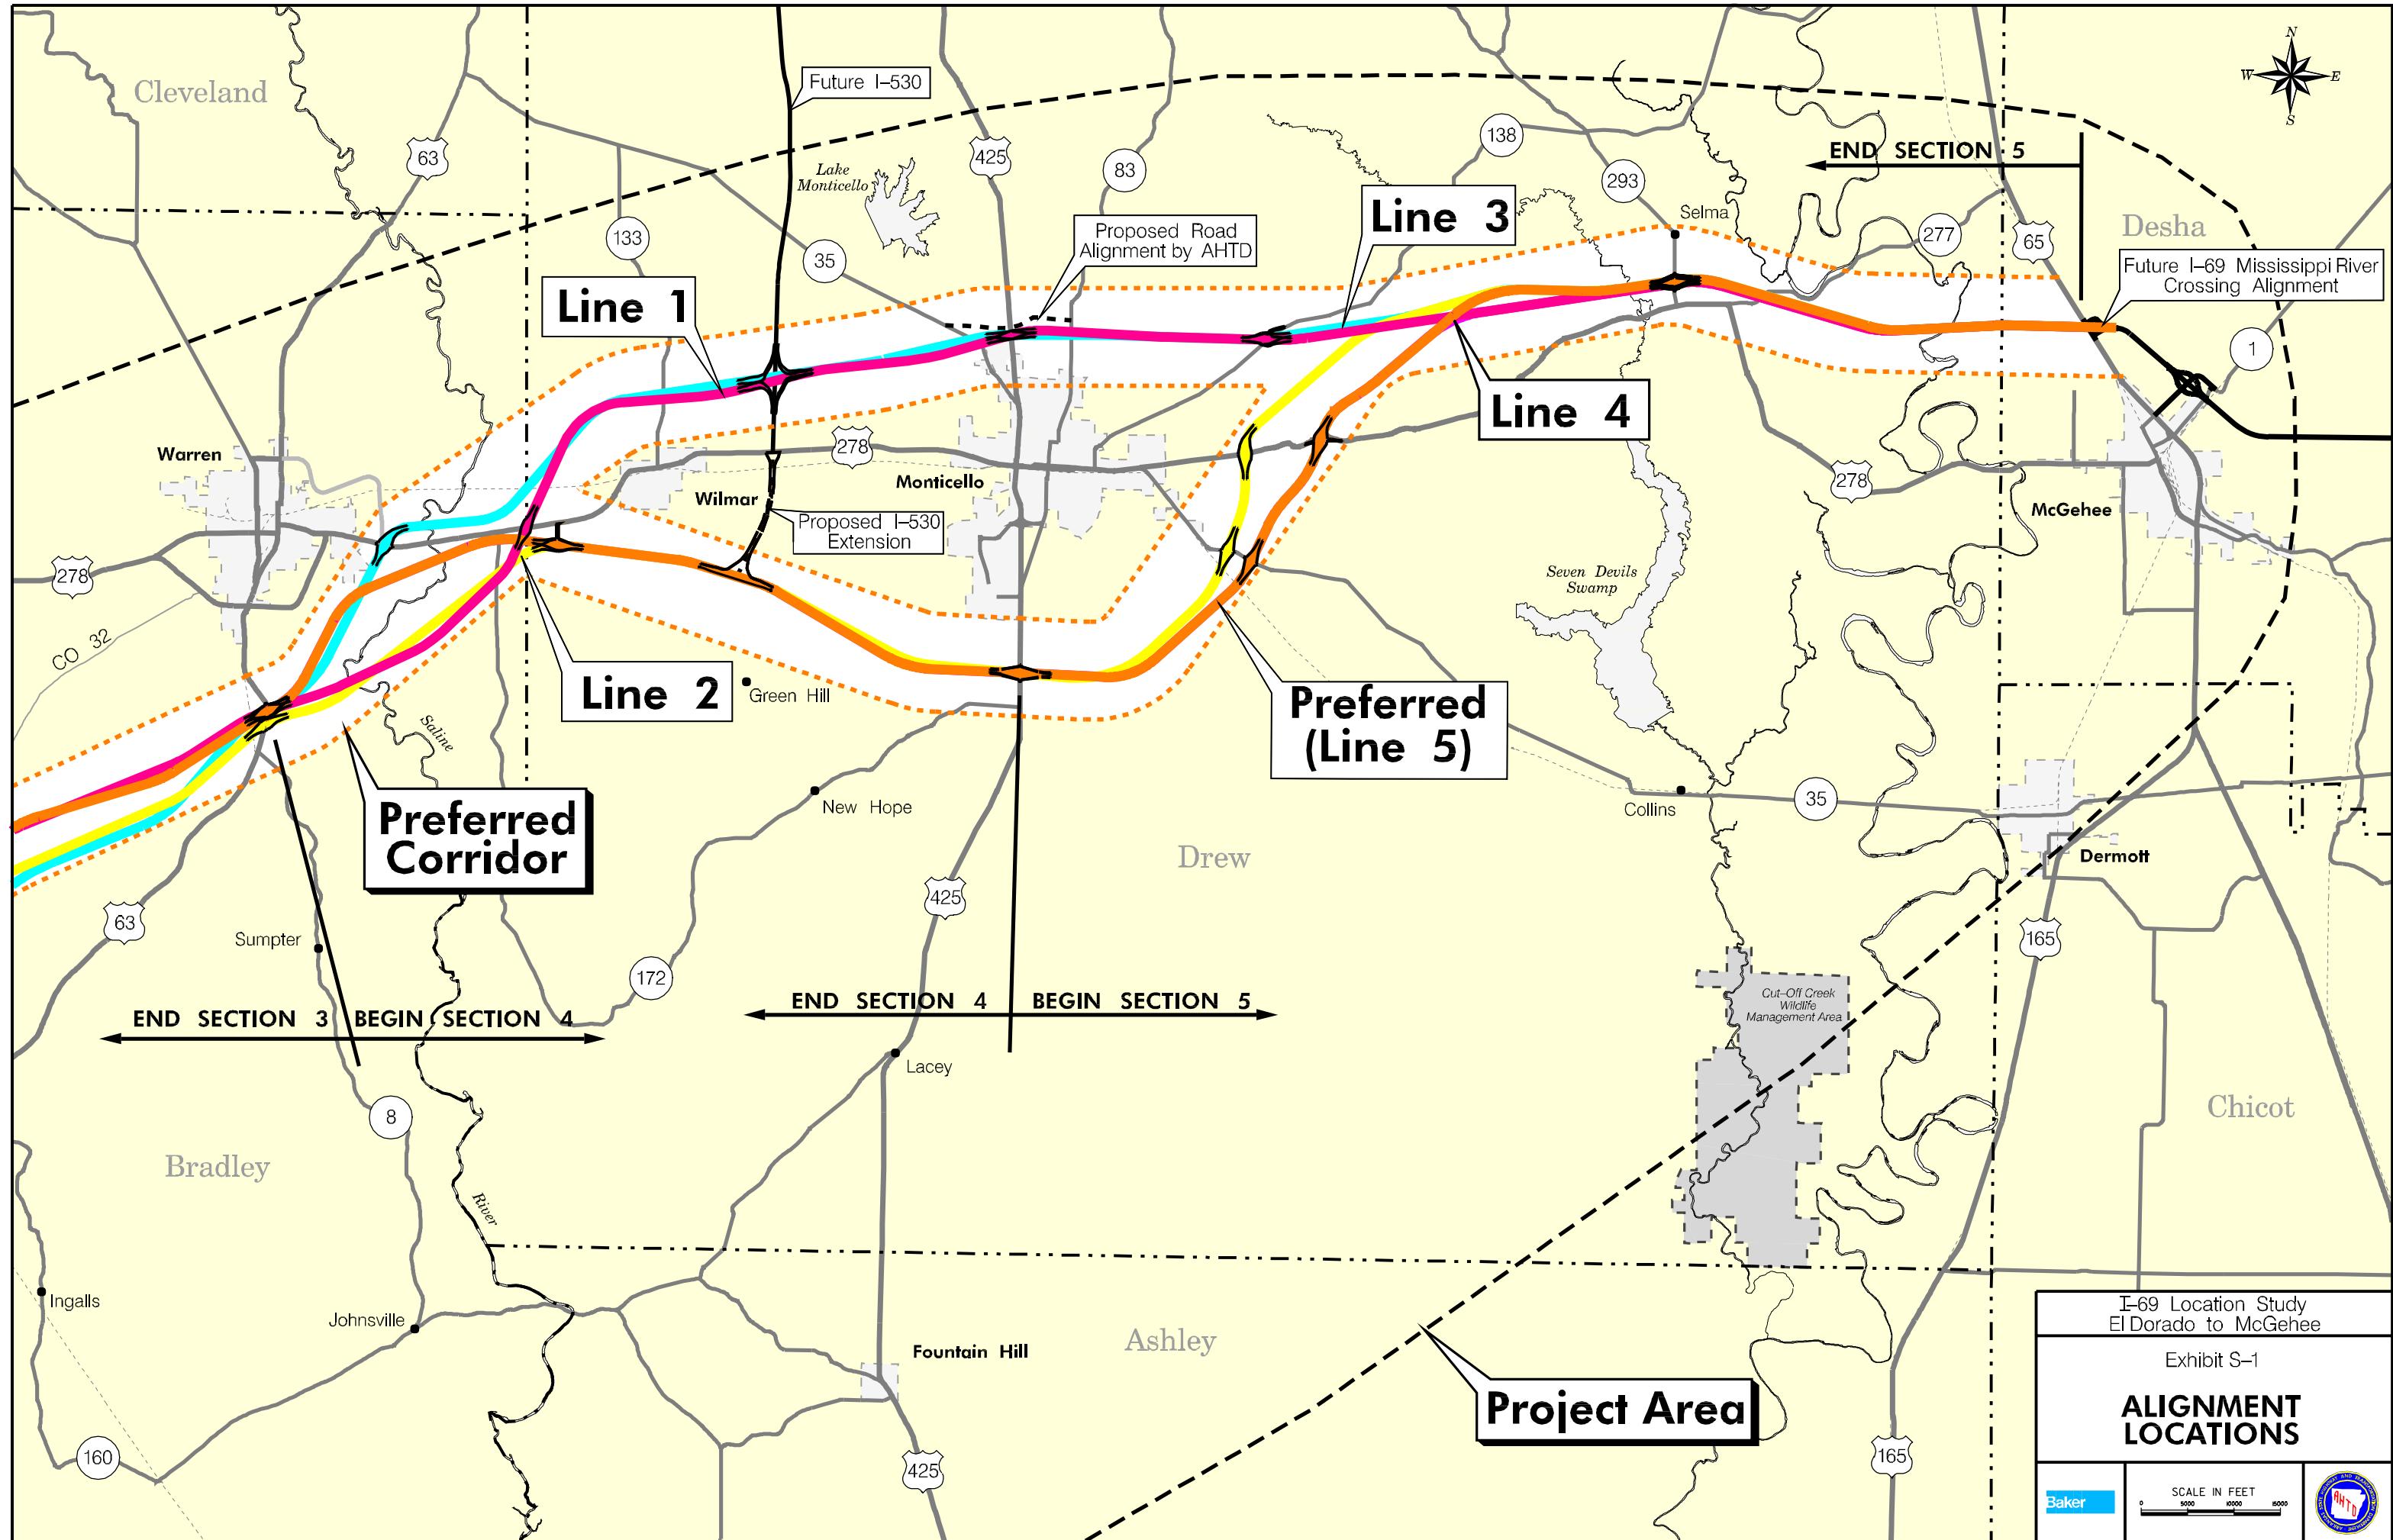 Cleveland
63
Future I-530
425
Lake
Monticello
83
138
293
END SECTION 5
N
W
E
S
133
35
Proposed Road
Alignment by AHTD
Line 3
Selma
277
65
Desha
Future I-69 Mississippi River
Crossing Alignment
Line 1
1
Line 4
Warren
278
Wilmar
Monticello
278
McGehee
Proposed I-530
Extension
278
Seven Devils
Swamp
CO 32
Line 2
Green Hill
Preferred
(Line 5)
Saline
Preferred
Corridor
New Hope
Collins
35
Drew
Dermott
425
63
Sumpter
165
172
END SECTION 3
BEGIN SECTION 4
END SECTION 4
BEGIN SECTION 5
Cut-Off Creek
Wildlife
Management Area
Lacey
8
Chicot
Bradley
River
Ingalls
Johnsville
Fountain Hill
Ashley
Project Area
160
425
165
I-69 Location Study
El Dorado to McGehee
Exhibit S-1
ALIGNMENT
LOCATIONS
Baker
SCALE IN FEET
0 5000 10000 15000
AHTD